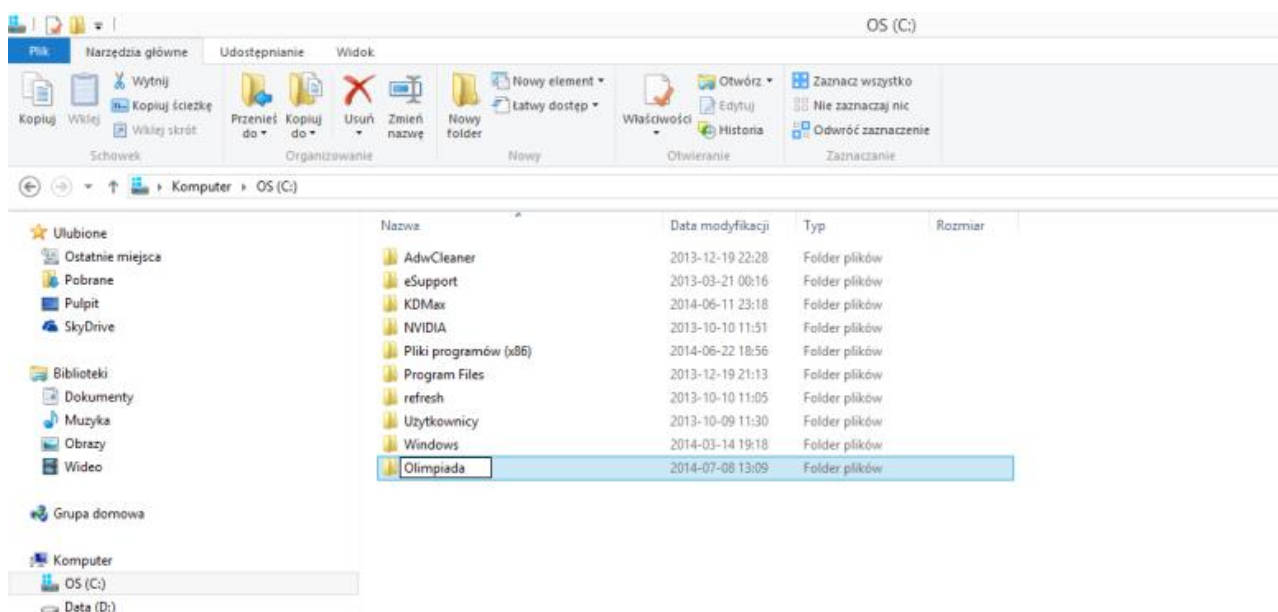 OS (C:)
Plik Narzędzia główne Udostępnianie Widok
Kopiuj
Wklej
Wytnij
Kopiuj ścieżkę
Wklej skrót
Schowek
Przenieś do
Kopiuj do
Usuń
Zmień nazwę
Organizowanie
Nowy folder
Nowy element
Łatwy dostęp
Nowy
Właściwości
Otwórz
Edytuj
Historia
Otwieranie
Zaznacz wszystko
Nie zaznaczaj nic
Odwróć zaznaczenie
Zaznaczanie
Komputer OS (C:)
Ulubione
Ostatnie miejsca
Pobrane
Pulpit
SkyDrive
Biblioteki
Dokumenty
Muzyka
Obrazy
Wideo
Grupa domowa
Komputer
OS (C:)
Data (D:)
Nazwa Data modyfikacji Typ Rozmiar
AdwCleaner 2013-12-19 22:28 Folder plików
eSupport 2013-03-21 00:16 Folder plików
KDMax 2014-06-11 23:18 Folder plików
NVIDIA 2013-10-10 11:51 Folder plików
Pliki programów (x86) 2014-06-22 18:56 Folder plików
Program Files 2013-12-19 21:13 Folder plików
refresh 2013-10-10 11:05 Folder plików
Użytkownicy 2013-10-09 11:30 Folder plików
Windows 2014-03-14 19:18 Folder plików
Olimpiada 2014-07-08 13:09 Folder plików